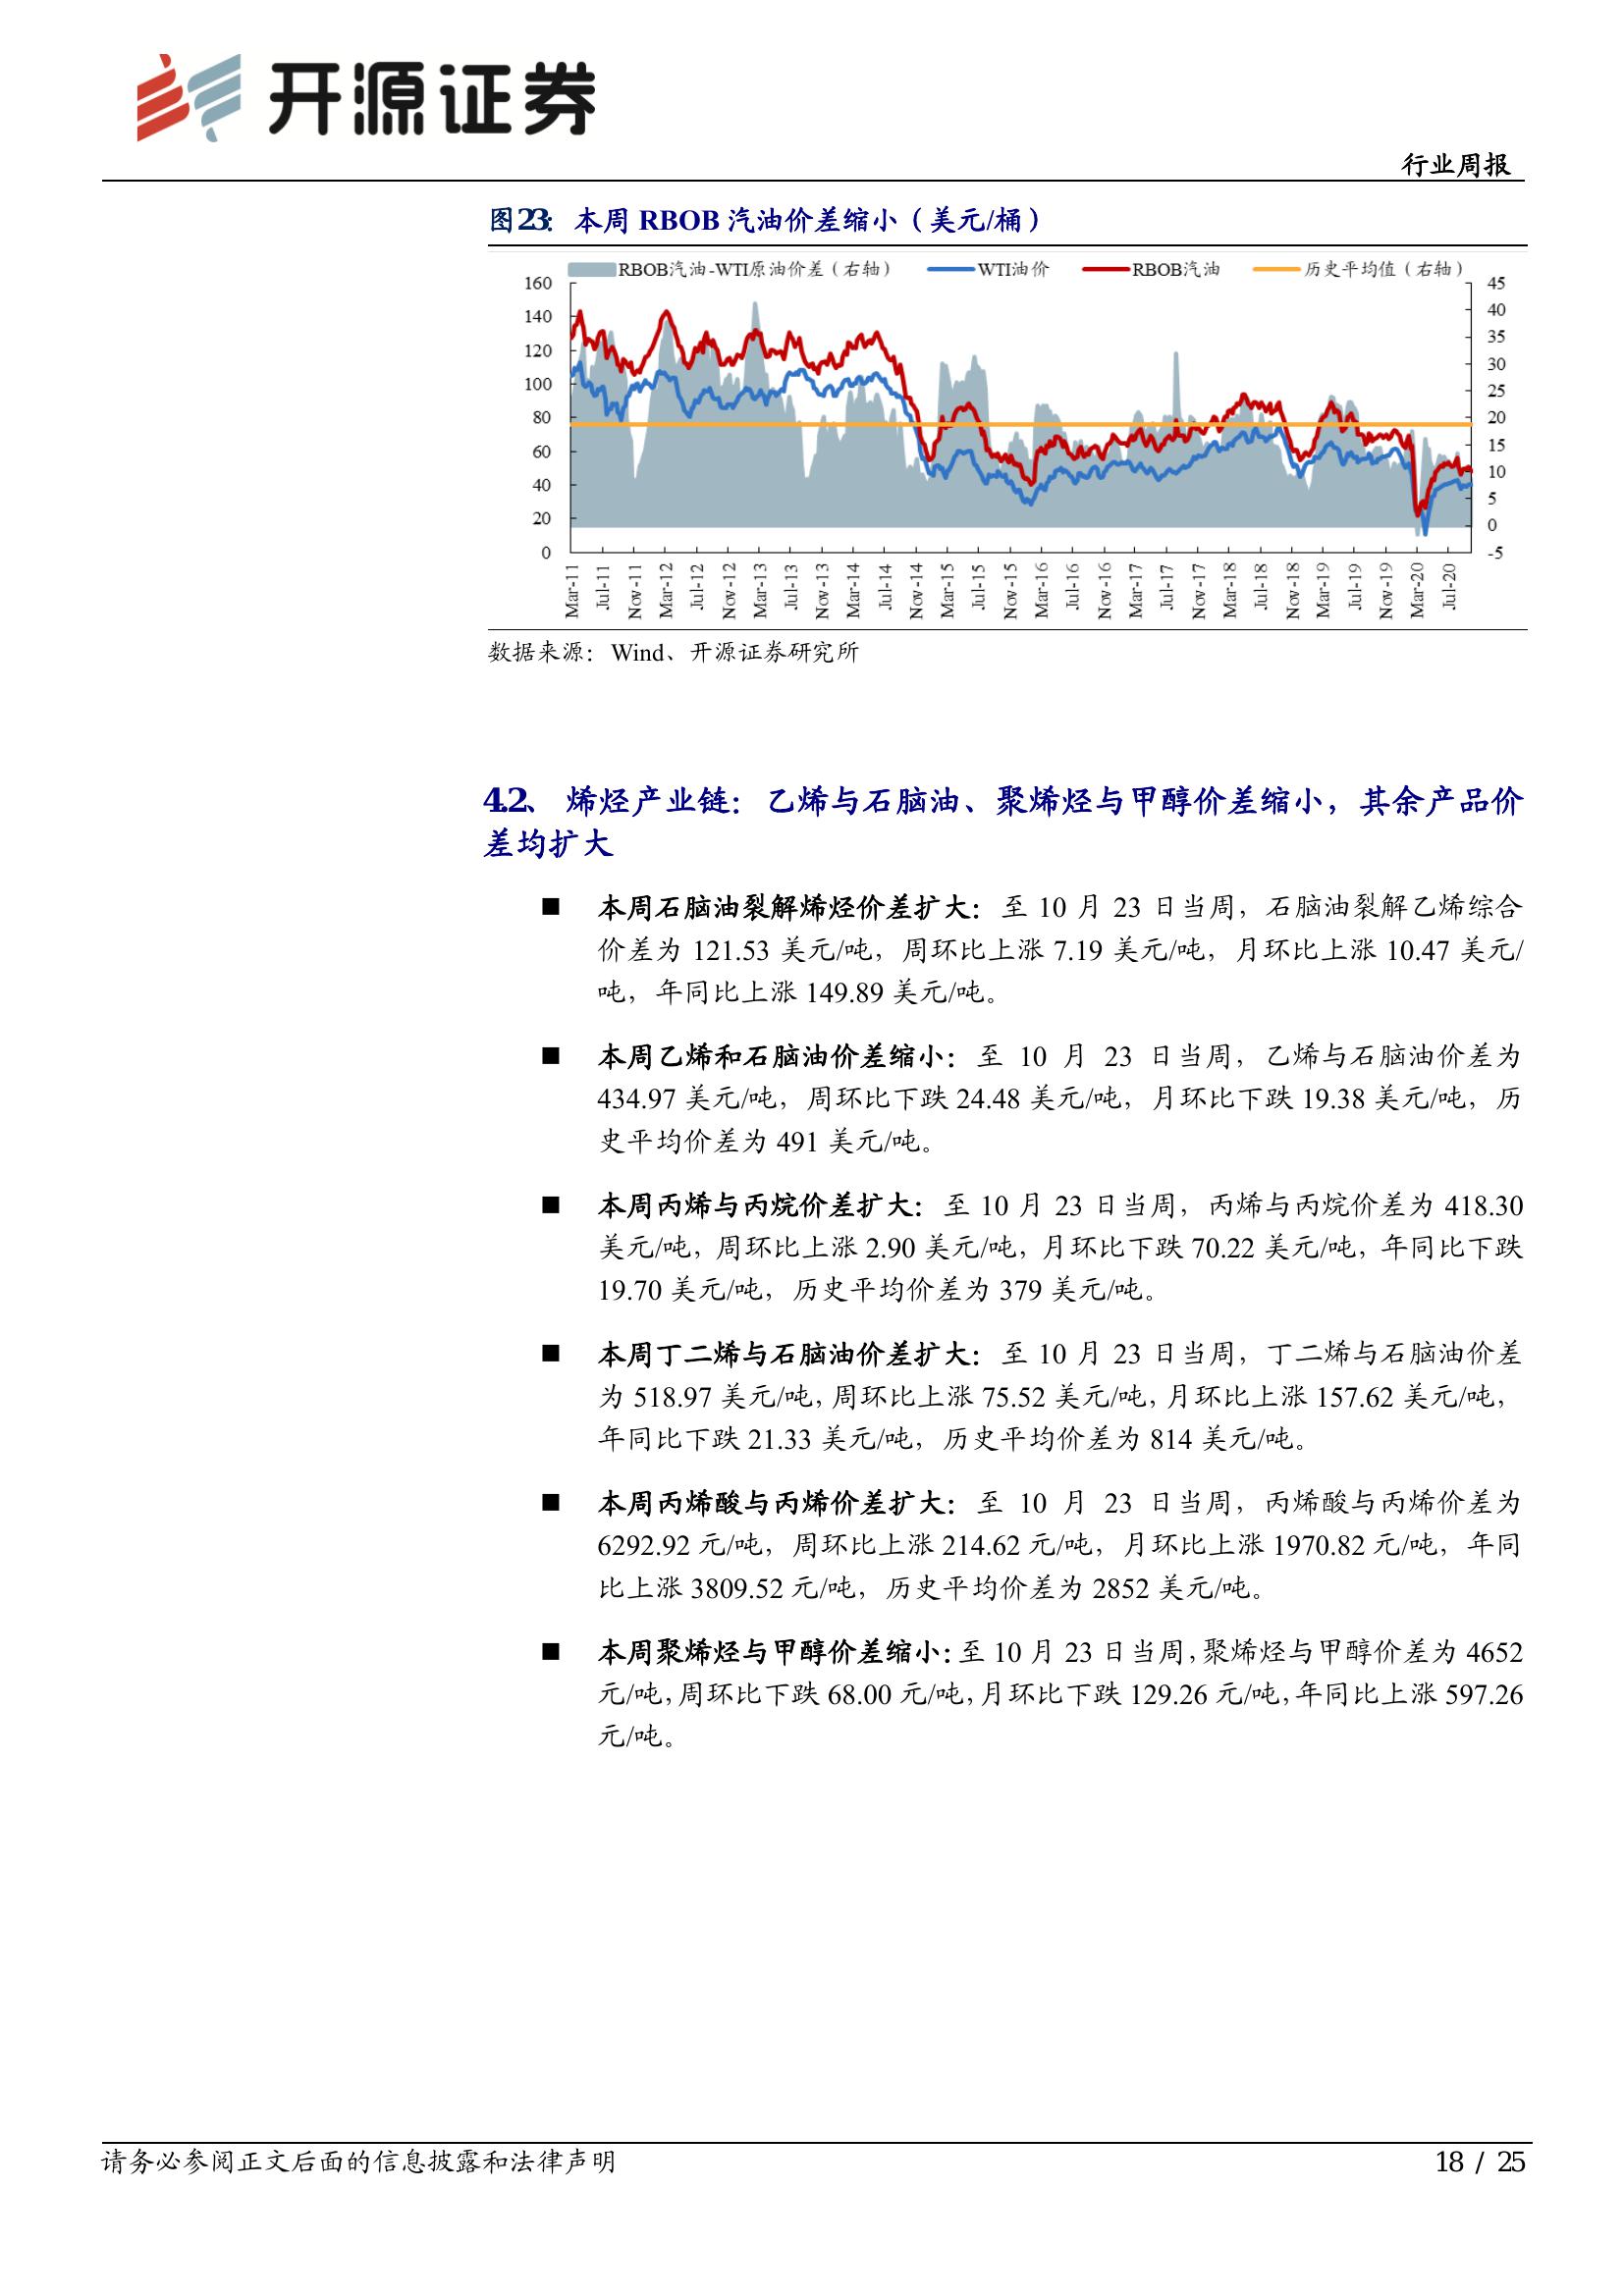 开源证券
行业周报
图23： 本周 RBOB 汽油价差缩小（美元/桶）
RBOB汽油-WTI原油价差（右轴） WTI油价 RBOB汽油 历史平均值（右轴）
160 45
140 40
120 35
100 30
80 25
60 20
40 15
20 10
0 5
0
-5
Mar-11 Jul-11 Nov-11 Mar-12 Jul-12 Nov-12 Mar-13 Jul-13 Nov-13 Mar-14 Jul-14 Nov-14 Mar-15 Jul-15 Nov-15 Mar-16 Jul-16 Nov-16 Mar-17 Jul-17 Nov-17 Mar-18 Jul-18 Nov-18 Mar-19 Jul-19 Nov-19 Mar-20 Jul-20
数据来源：Wind、开源证券研究所
4.2、 烯烃产业链：乙烯与石脑油、聚烯烃与甲醇价差缩小，其余产品价
差均扩大
■ 本周石脑油裂解烯烃价差扩大：至 10 月 23 日当周，石脑油裂解乙烯综合
价差为 121.53 美元/吨，周环比上涨 7.19 美元/吨，月环比上涨 10.47 美元/
吨，年同比上涨 149.89 美元/吨。
■ 本周乙烯和石脑油价差缩小：至 10 月 23 日当周，乙烯与石脑油价差为
434.97 美元/吨，周环比下跌 24.48 美元/吨，月环比下跌 19.38 美元/吨，历
史平均价差为 491 美元/吨。
■ 本周丙烯与丙烷价差扩大：至 10 月 23 日当周，丙烯与丙烷价差为 418.30
美元/吨，周环比上涨 2.90 美元/吨，月环比下跌 70.22 美元/吨，年同比下跌
19.70 美元/吨，历史平均价差为 379 美元/吨。
■ 本周丁二烯与石脑油价差扩大：至 10 月 23 日当周，丁二烯与石脑油价差
为 518.97 美元/吨，周环比上涨 75.52 美元/吨，月环比上涨 157.62 美元/吨，
年同比下跌 21.33 美元/吨，历史平均价差为 814 美元/吨。
■ 本周丙烯酸与丙烯价差扩大：至 10 月 23 日当周，丙烯酸与丙烯价差为
6292.92 元/吨，周环比上涨 214.62 元/吨，月环比上涨 1970.82 元/吨，年同
比上涨 3809.52 元/吨，历史平均价差为 2852 美元/吨。
■ 本周聚烯烃与甲醇价差缩小：至 10 月 23 日当周，聚烯烃与甲醇价差为 4652
元/吨，周环比下跌 68.00 元/吨，月环比下跌 129.26 元/吨，年同比上涨 597.26
元/吨。
请务必参阅正文后面的信息披露和法律声明 18 / 25